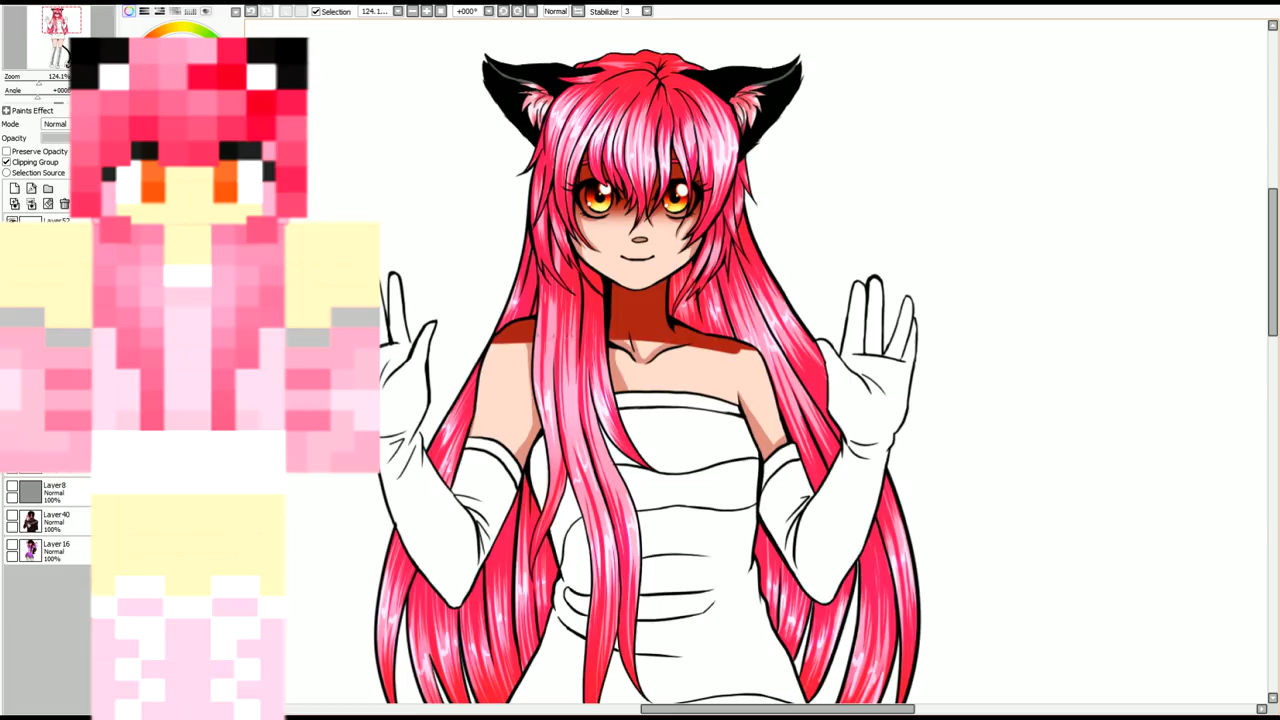 Selection 124.1... +000° Normal Stabilizer 3
Zoom 124.1%
Angle
Paints Effect
Mode Normal
Opacity
Preserve Opacity
Clipping Group
Selection Source
Layer8
Normal
100%
Layer40
Normal
100%
Layer16
Normal
100%